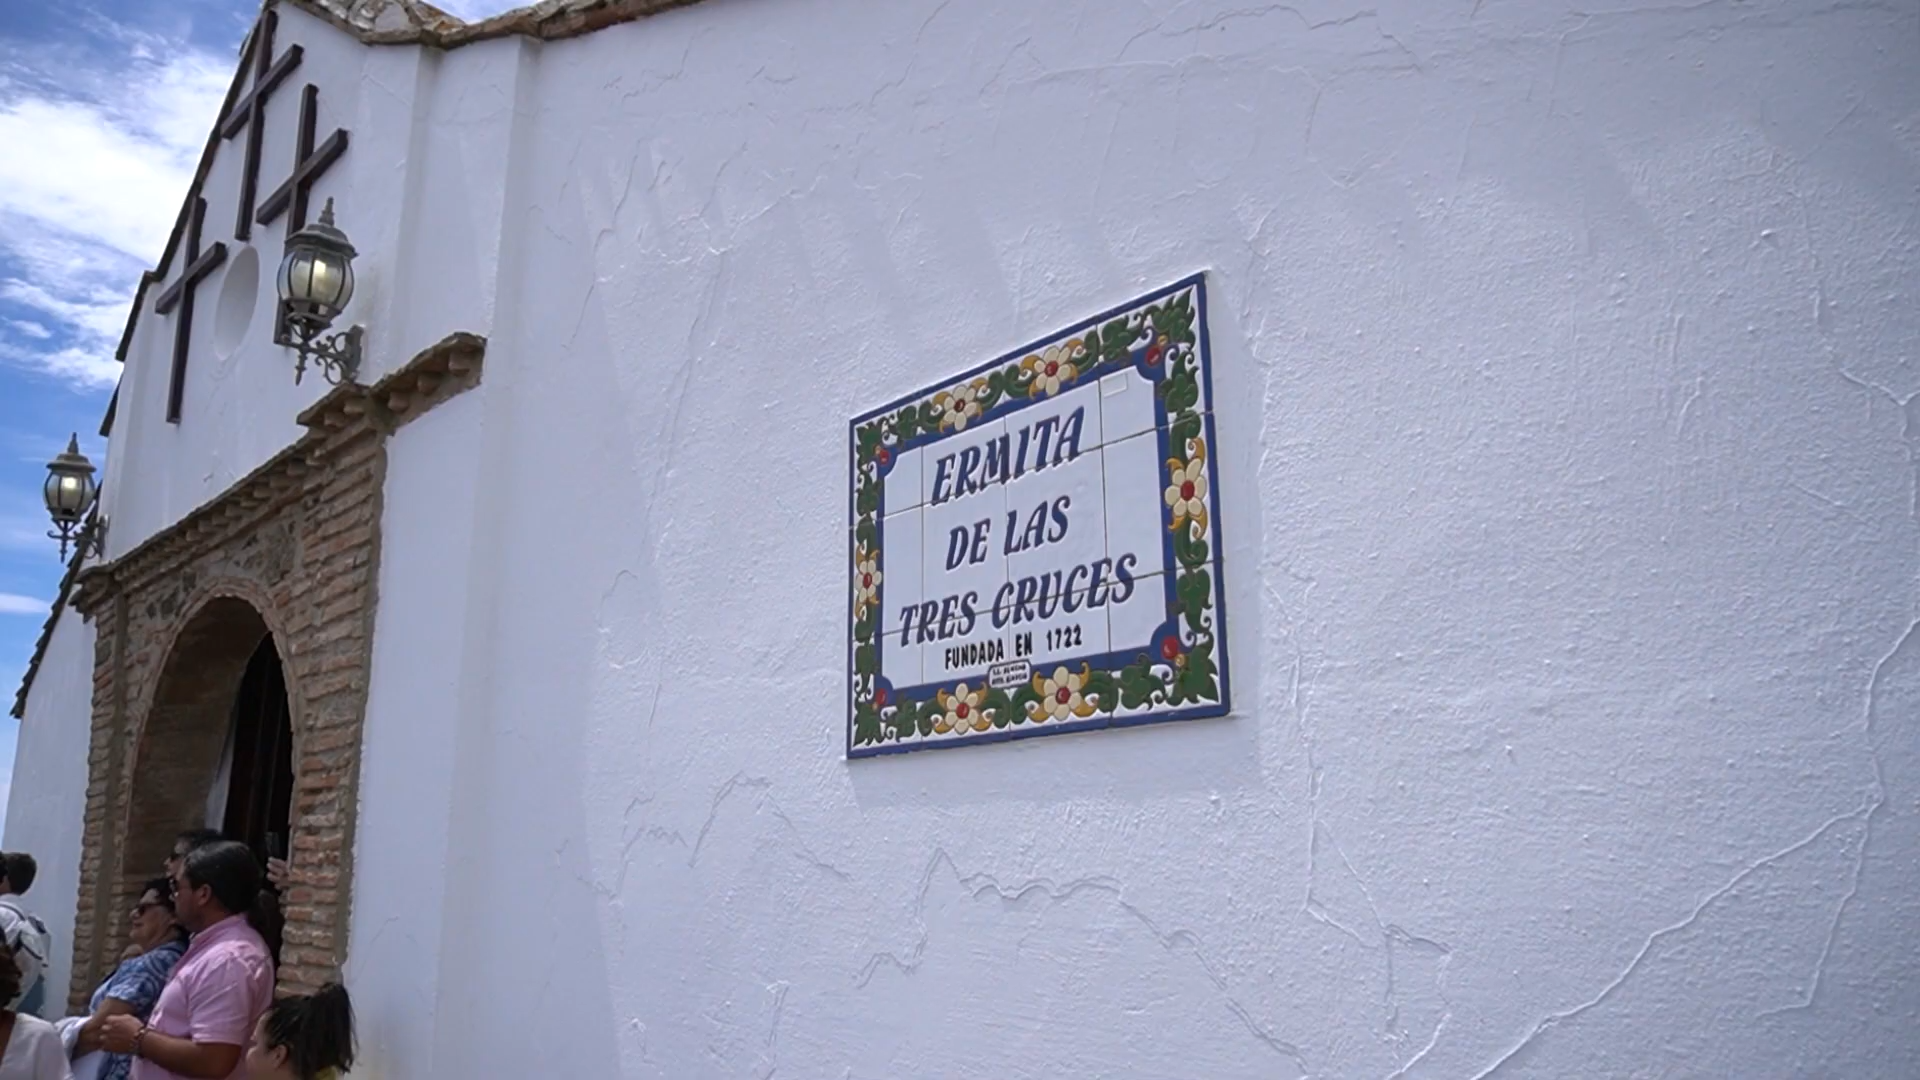 ERMITA
DE LAS
TRES CRUCES
FUNDADA EN 1722